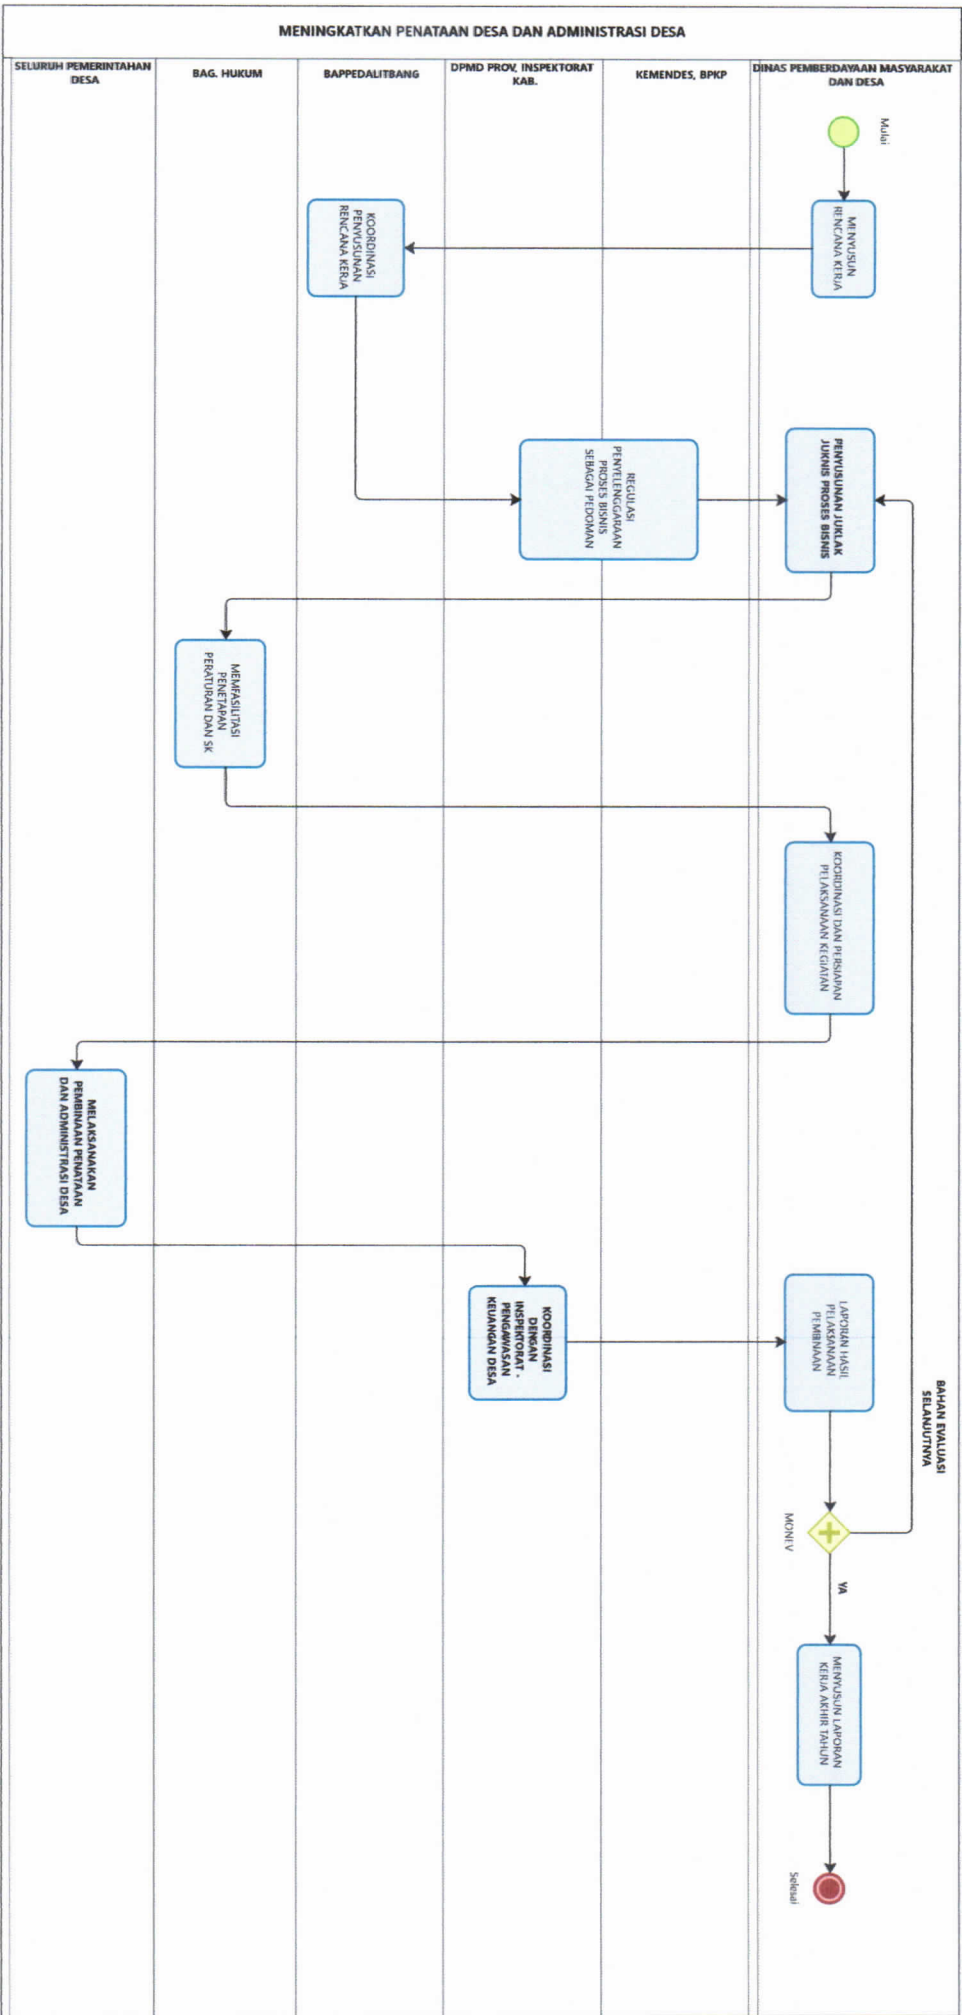 MENINGKATKAN PENATAAN DESA DAN ADMINISTRASI DESA
SELURUH PEMERINTAHAN
DESA
BAG. HUKUM
BAPPEDALITBANG
DPMD PROV, INSPEKTORAT
KAB.
KEMENDES, BPKP
DINAS PEMBERDAYAAN MASYARAKAT
DAN DESA
Mulai
MENYUSUN
RENCANA KERJA
KOORDINASI
PENYUSUNAN
RENCANA KERJA
REGULASI
PENYELENGGARAAN
PROSES BISNIS
SEBAGAI PEDOMAN
PENYUSUNAN JUKLAK
JUKNIS PROSES BISNIS
MEMFASILITASI
PENETAPAN
PERATURAN DAN SK
KOORDINASI DAN PERSIAPAN
PELAKSANAAN KEGIATAN
MELAKSANAKAN
PEMBINAAN PENATAAN
DAN ADMINISTRASI DESA
KOORDINASI
DENGAN
INSPEKTORAT -
PENGAWASAN
KEUANGAN DESA
LAPORAN HASIL
PELAKSANAAN
PEMBINAAN
BAHAN EVALUASI
SELANJUTNYA
MONEV
YA
MENYUSUN LAPORAN
KERJA AKHIR TAHUN
Selesai